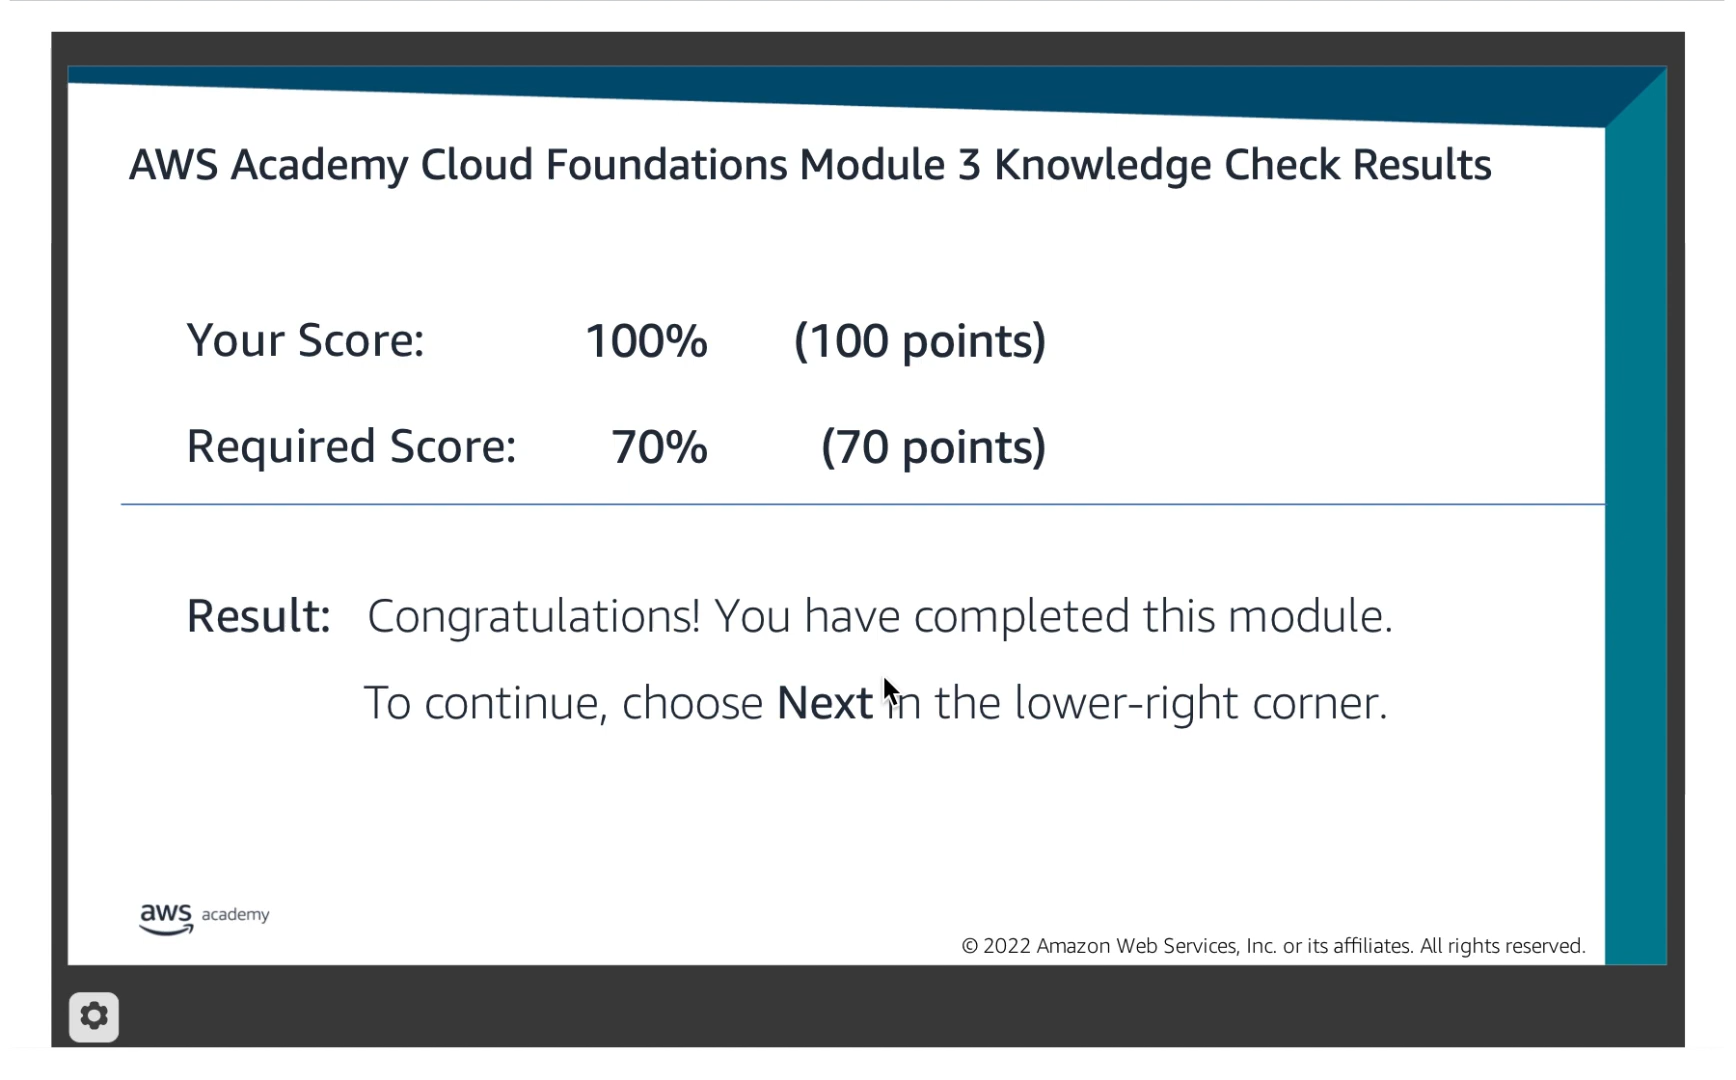 AWS Academy Cloud Foundations Module 3 Knowledge Check Results
Your Score: 100% (100 points)
Required Score: 70% (70 points)
Result: Congratulations! You have completed this module.
To continue, choose Next in the lower-right corner.
aws academy
© 2022 Amazon Web Services, Inc. or its affiliates. All rights reserved.